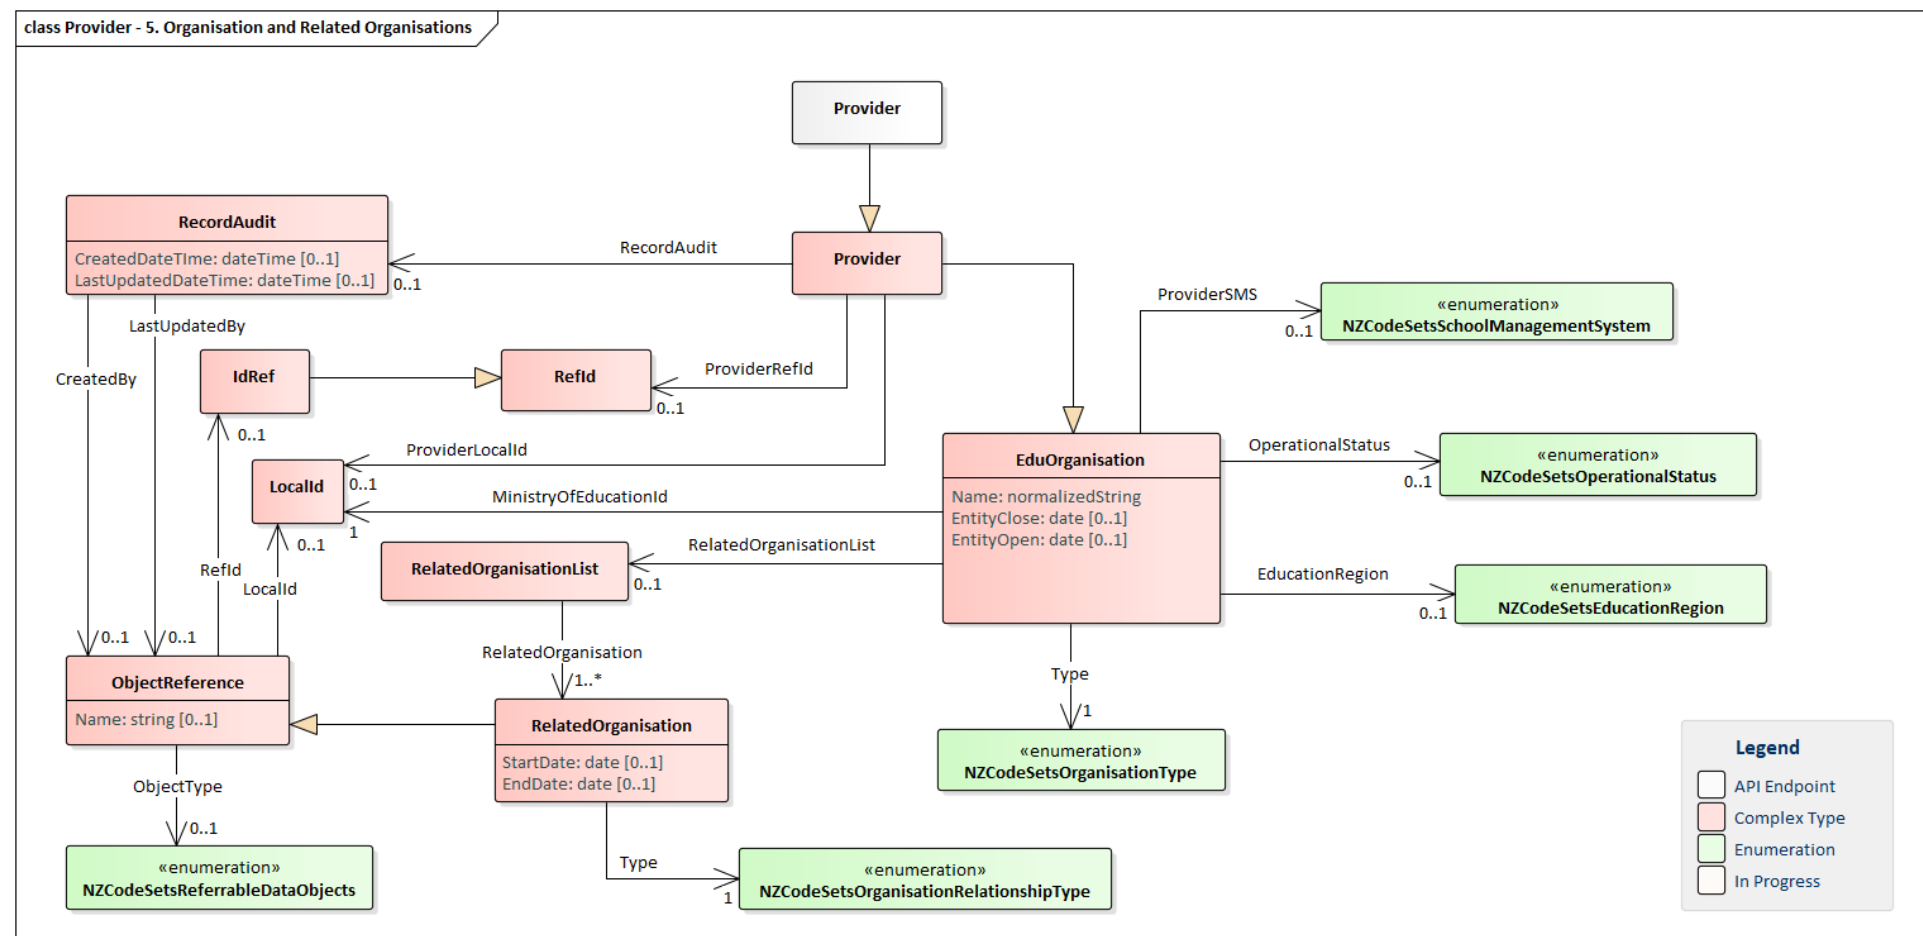 class Provider - 5. Organisation and Related Organisations
Provider
RecordAudit
CreatedDateTIme: dateTime [0..1]
LastUpdatedDateTime: dateTime [0..1]
RecordAudit
0..1
Provider
ProviderSMS
0..1
«enumeration»
NZCodeSetsSchoolManagementSystem
LastUpdatedBy
CreatedBy
IdRef
RefId
ProviderRefId
0..1
0..1
ProviderLocalId
0..1
LocalId
MinistryOfEducationId
1
0..1
EduOrganisation
Name: normalizedString
EntityClose: date [0..1]
EntityOpen: date [0..1]
OperationalStatus
0..1
«enumeration»
NZCodeSetsOperationalStatus
RelatedOrganisationList
RelatedOrganisationList
0..1
EducationRegion
0..1
«enumeration»
NZCodeSetsEducationRegion
RefId
LocalId
0..1
0..1
RelatedOrganisation
1..*
Type
1
ObjectReference
Name: string [0..1]
RelatedOrganisation
StartDate: date [0..1]
EndDate: date [0..1]
«enumeration»
NZCodeSetsOrganisationType
ObjectType
0..1
«enumeration»
NZCodeSetsReferrableDataObjects
Type
1
«enumeration»
NZCodeSetsOrganisationRelationshipType
Legend
API Endpoint
Complex Type
Enumeration
In Progress